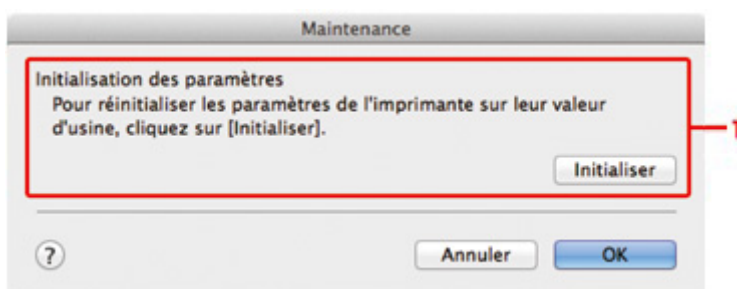 Maintenance
Initialisation des paramètres
Pour réinitialiser les paramètres de l'imprimante sur leur valeur
d'usine, cliquez sur [Initialiser].
1
Initialiser
?
Annuler
OK